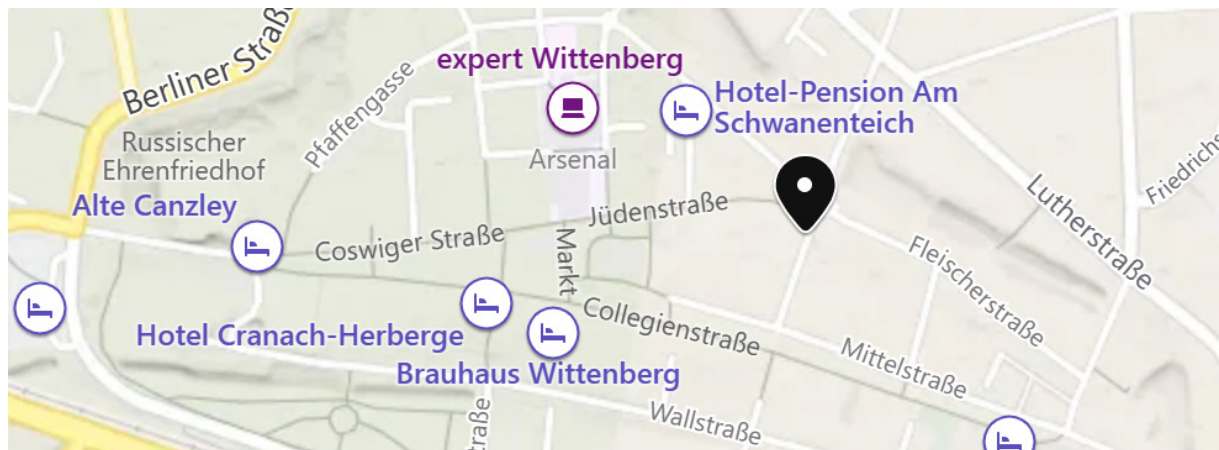 Berliner Straße
expert Wittenberg
Pfaffengasse
Hotel-Pension Am
Schwanenteich
Russischer
Ehrenfriedhof
Arsenal
Alte Canzley
Jüdenstraße
Coswiger Straße
Markt
Lutherstraße
Fleischerstraße
Hotel Cranach-Herberge
Collegienstraße
Mittelstraße
Brauhaus Wittenberg
Wallstraße